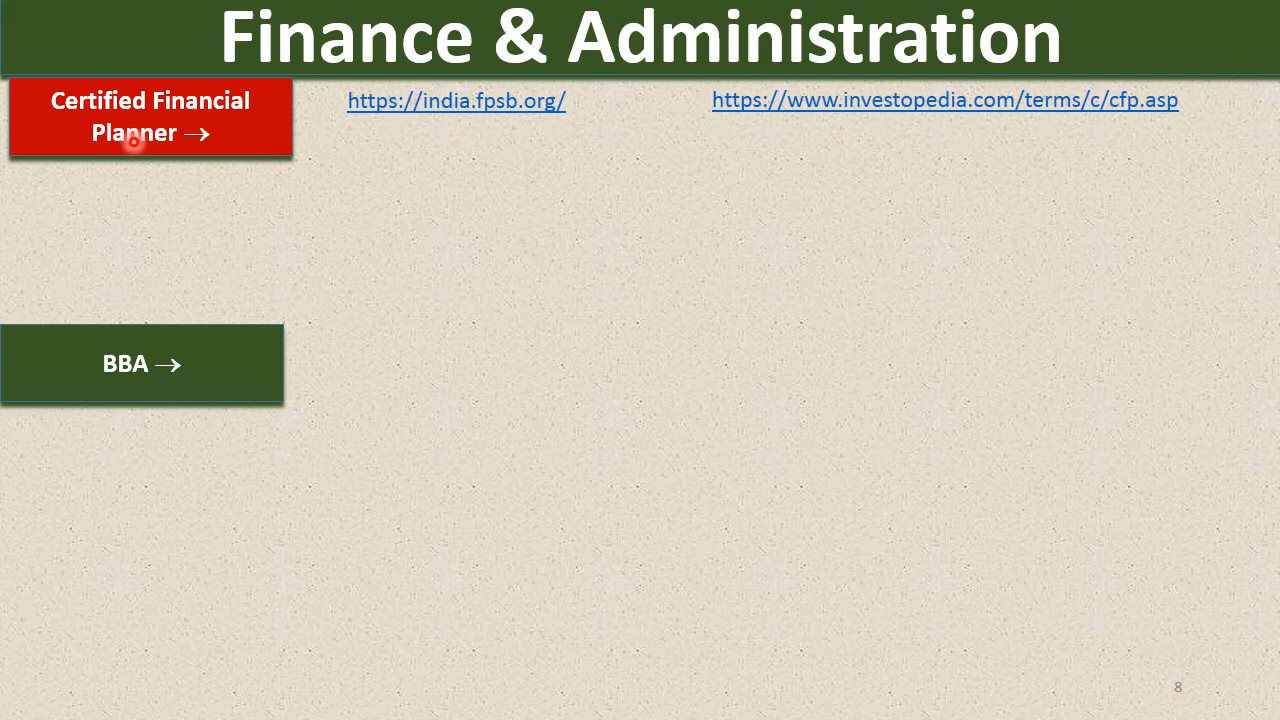 Finance & Administration
Certified Financial
Planner →
https://india.fpsb.org/
https://www.investopedia.com/terms/c/cfp.asp
BBA →
8